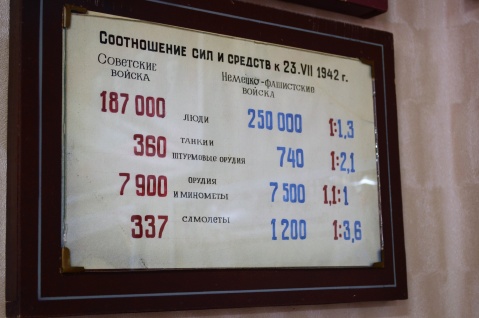 Соотношение сил и средств к 23.VII 1942 г.
Советские войска
Немецко-фашистские войска
187 000 люди 250 000 1:1,3
360 танки и штурмовые орудия 740 1:2,1
7 900 орудия и миномёты 7 500 1,1:1
337 самолеты 1 200 1:3,6